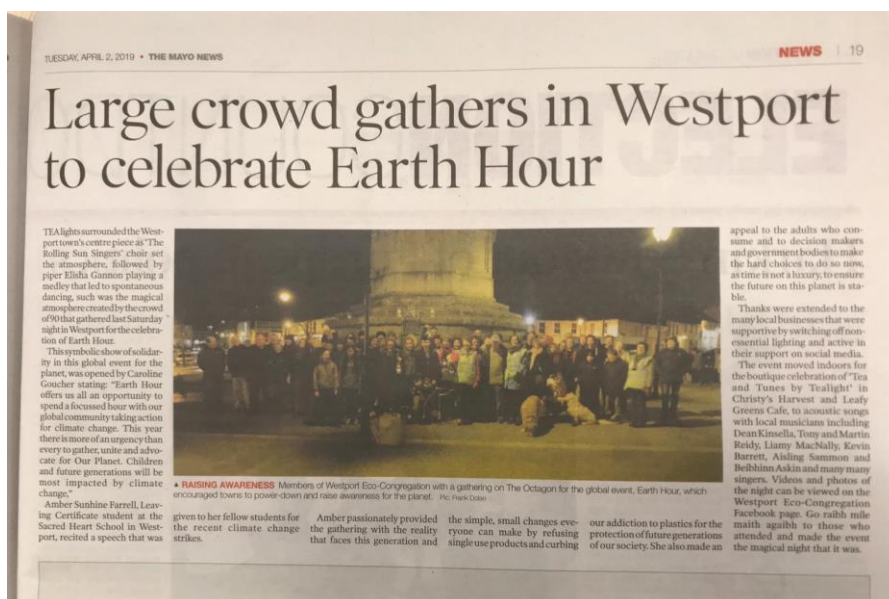 TUESDAY, APRIL 2, 2019 • THE MAYO NEWS
NEWS | 19
Large crowd gathers in Westport
to celebrate Earth Hour
TEA lights surrounded the West-
port town's centre piece as 'The
Rolling Sun Singers' choir set
the atmosphere, followed by
piper Elisha Gannon playing a
medley that led to spontaneous
dancing, such was the magical
atmosphere created by the crowd
of 90 that gathered last Saturday
night in Westport for the celebra-
tion of Earth Hour.
This symbolic show of solidar-
ity in this global event for the
planet, was opened by Caroline
Goucher stating: "Earth Hour
offers us all an opportunity to
spend a focussed hour with our
global community taking action
for climate change. This year
there is more of an urgency than
every to gather, unite and advo-
cate for Our Planet. Children
and future generations will be
most impacted by climate
change,"
Amber Sunhine Farrell, Leav-
ing Certificate student at the
Sacred Heart School in West-
port, recited a speech that was
▲ RAISING AWARENESS Members of Westport Eco-Congregation with a gathering on The Octagon for the global event, Earth Hour, which
encouraged towns to power-down and raise awareness for the planet. Pic: Frank Dolan
given to her fellow students for
the recent climate change
strikes.
Amber passionately provided
the gathering with the reality
that faces this generation and
the simple, small changes eve-
ryone can make by refusing
single use products and curbing
our addiction to plastics for the
protection of future generations
of our society. She also made an
appeal to the adults who con-
sume and to decision makers
and government bodies to make
the hard choices to do so now,
as time is not a luxury, to ensure
the future on this planet is sta-
ble.
Thanks were extended to the
many local businesses that were
supportive by switching off non-
essential lighting and active in
their support on social media.
The event moved indoors for
the boutique celebration of 'Tea
and Tunes by Tealight' in
Christy's Harvest and Leafy
Greens Cafe, to acoustic songs
with local musicians including
Dean Kinsella, Tony and Martin
Reidy, Liamy MacNally, Kevin
Barrett, Aisling Sammon and
Beibhinn Askin and many many
singers. Videos and photos of
the night can be viewed on the
Westport Eco-Congregation
Facebook page. Go raibh mile
maith agaibh to those who
attended and made the event
the magical night that it was.